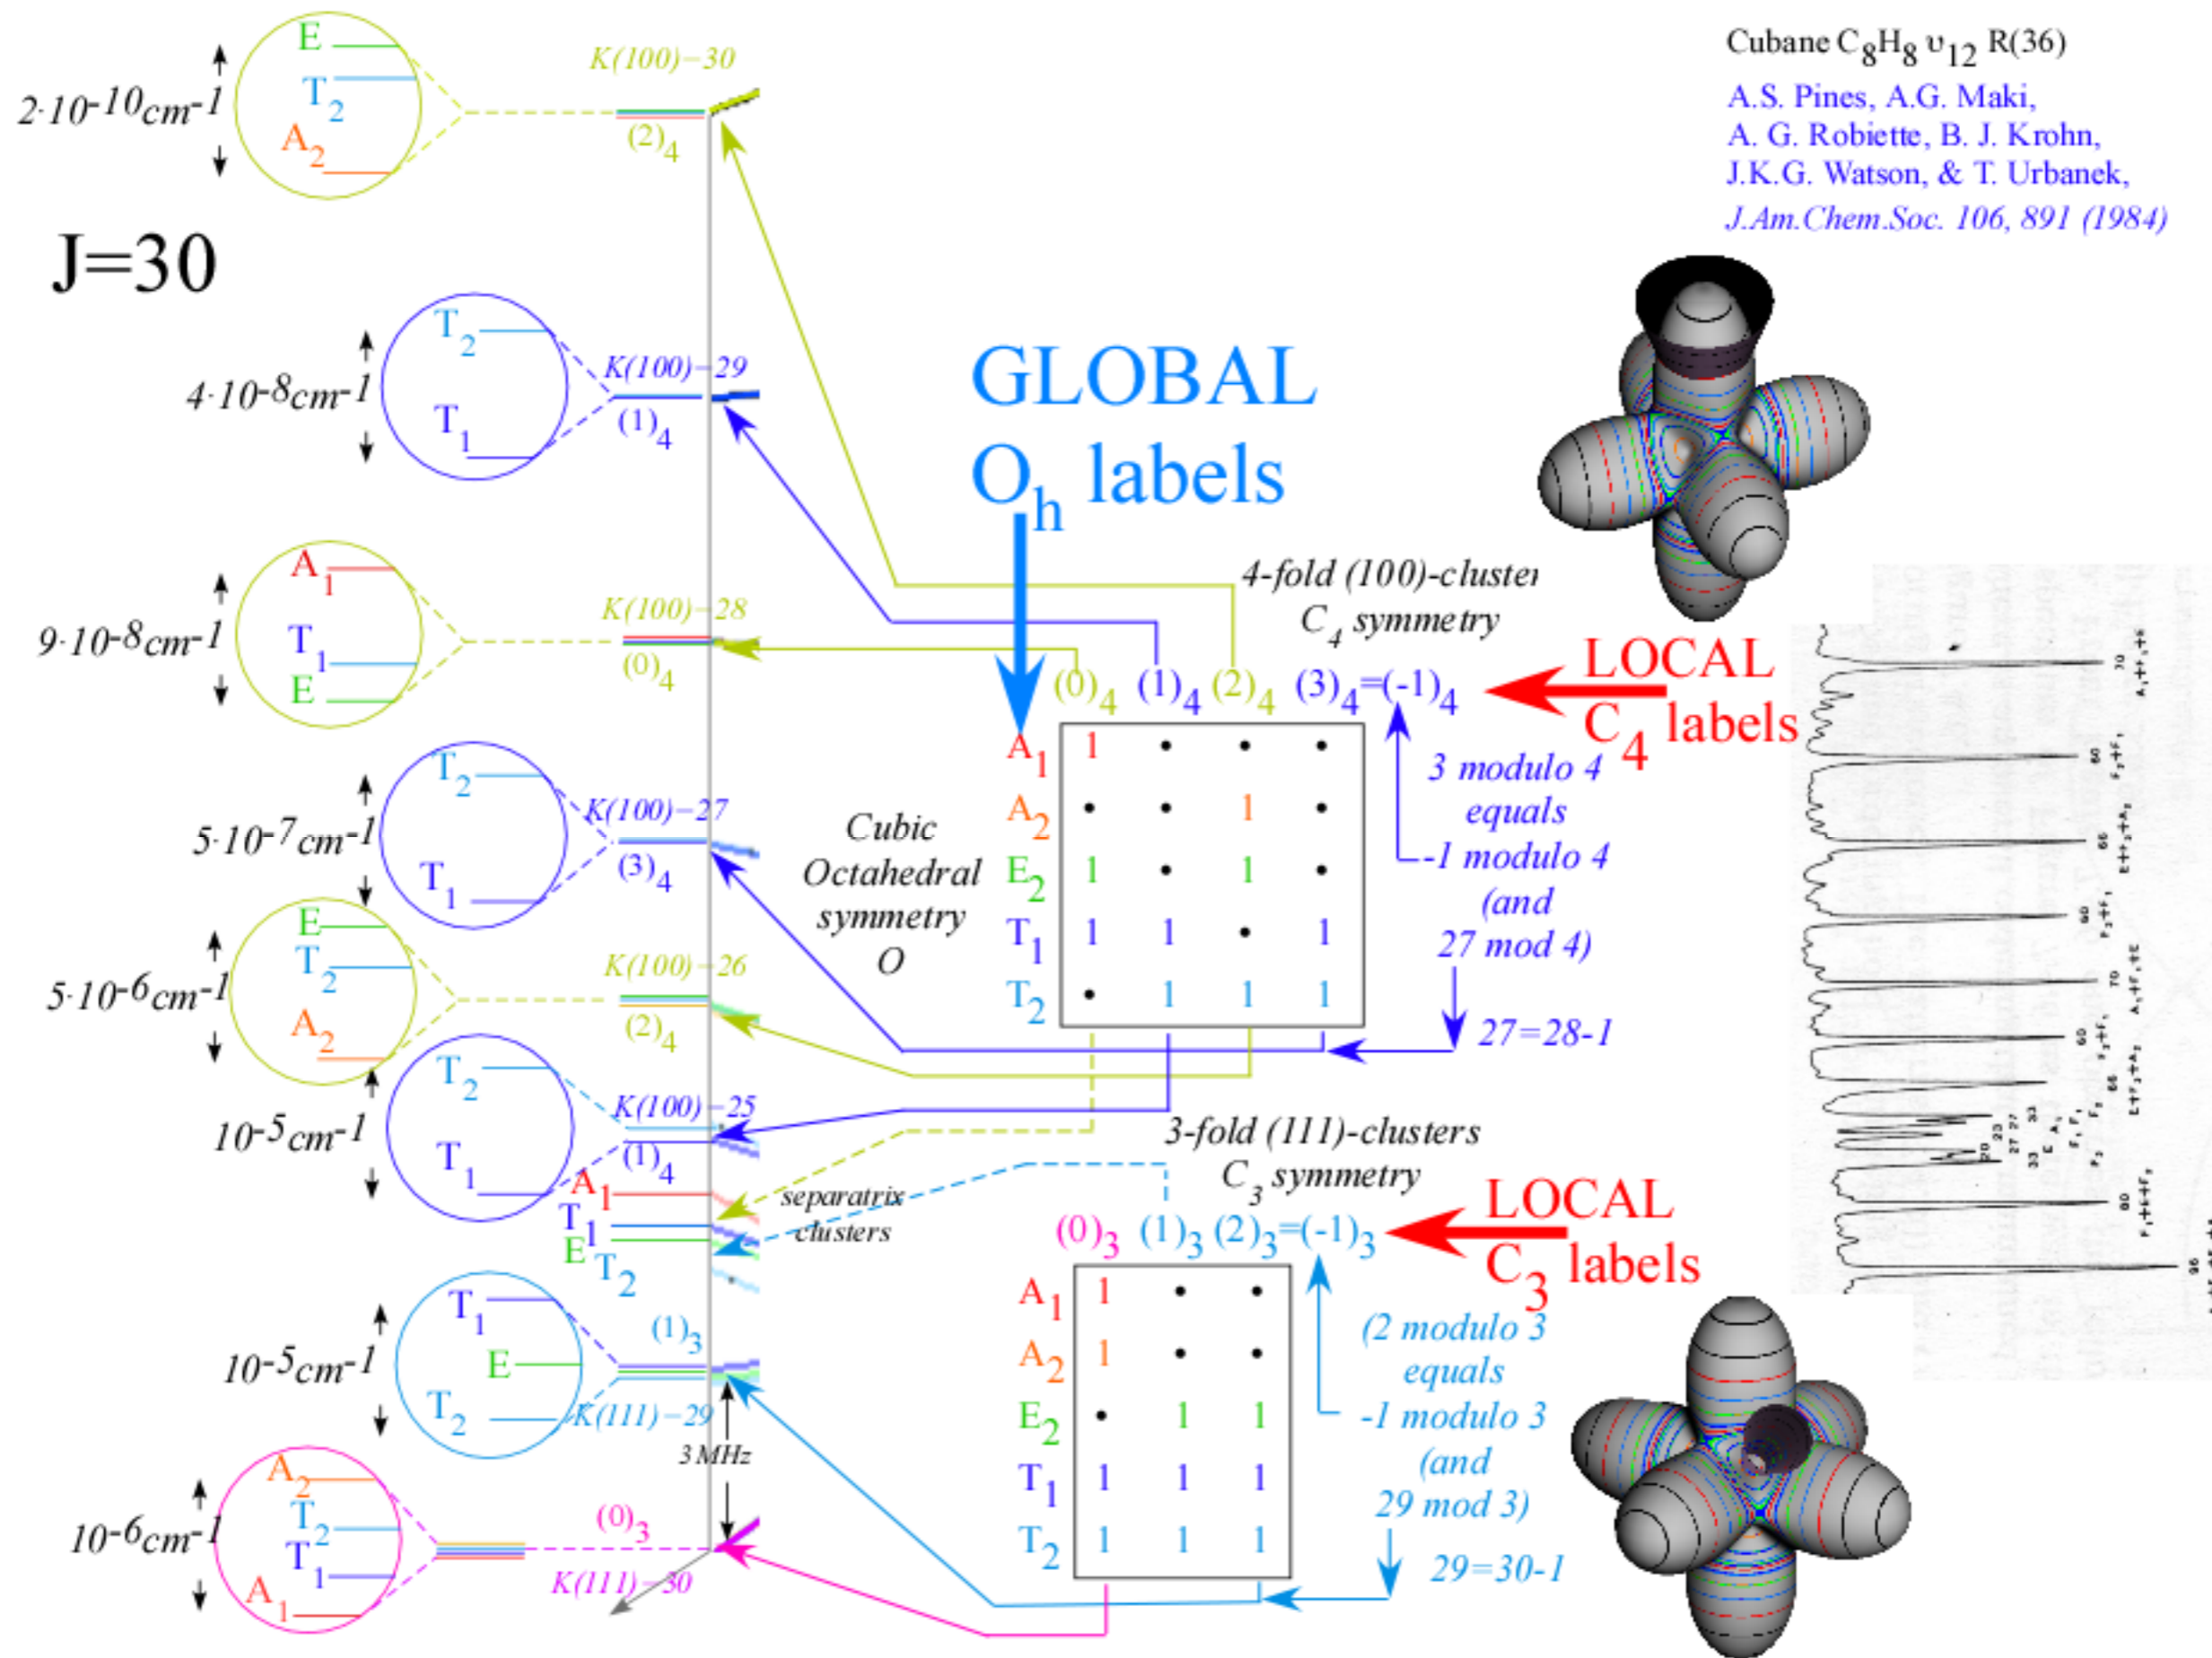 Cubane C8H8 υ12 R(36)
A.S. Pines, A.G. Maki,
A. G. Robiette, B. J. Krohn,
J.K.G. Watson, & T. Urbanek,
J.Am.Chem.Soc. 106, 891 (1984)
2·10-10cm-1
E
T2
A2
K(100)−30
(2)4
J=30
4·10-8cm-1
T2
T1
K(100)−29
(1)4
9·10-8cm-1
A1
T1
E
K(100)−28
(0)4
5·10-7cm-1
T2
T1
K(100)−27
(3)4
5·10-6cm-1
E
T2
A2
K(100)−26
(2)4
10-5cm-1
T2
T1
K(100)−25
(1)4
A1
T1
E
T2
separatrix
clusters
10-5cm-1
T1
E
T2
(1)3
K(111)−29
3 MHz
10-6cm-1
A2
T2
T1
A1
(0)3
K(111)−30
GLOBAL
Oh labels
4-fold (100)-cluster
C4 symmetry
LOCAL
C4 labels
Cubic
Octahedral
symmetry
O
(0)4 (1)4 (2)4 (3)4=(-1)4
A1 1 • • •
A2 • • 1 •
E2 1 • 1 •
T1 1 1 • 1
T2 • 1 1 1
3 modulo 4
equals
-1 modulo 4
(and
27 mod 4)
27=28-1
3-fold (111)-clusters
C3 symmetry
LOCAL
C3 labels
(0)3 (1)3 (2)3=(-1)3
A1 1 • •
A2 1 • •
E2 • 1 1
T1 1 1 1
T2 1 1 1
(2 modulo 3
equals
-1 modulo 3
(and
29 mod 3)
29=30-1